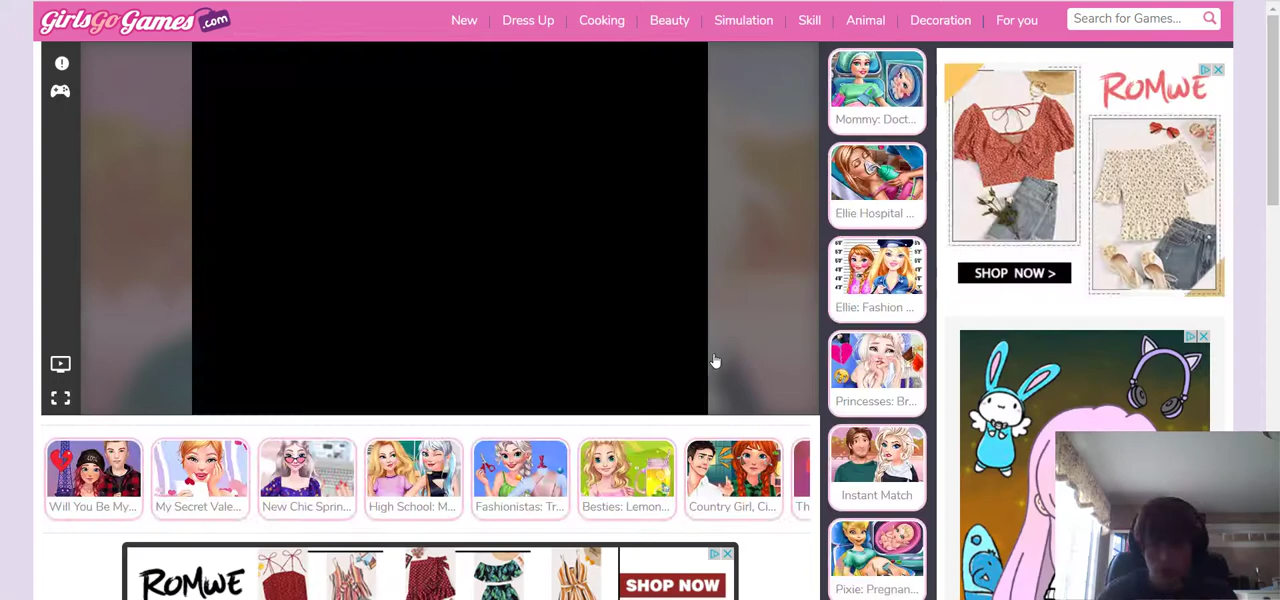 GirlsGoGames.com
New
Dress Up
Cooking
Beauty
Simulation
Skill
Animal
Decoration
For you
Search for Games...
Mommy: Doct...
Ellie Hospital ...
Ellie: Fashion ...
Princesses: Br...
Instant Match
Pixie: Pregnan...
ROMWE
SHOP NOW >
Will You Be My...
My Secret Vale...
New Chic Sprin...
High School: M...
Fashionistas: Tr...
Besties: Lemon...
Country Girl, Ci...
Th
ROMWE
SHOP NOW